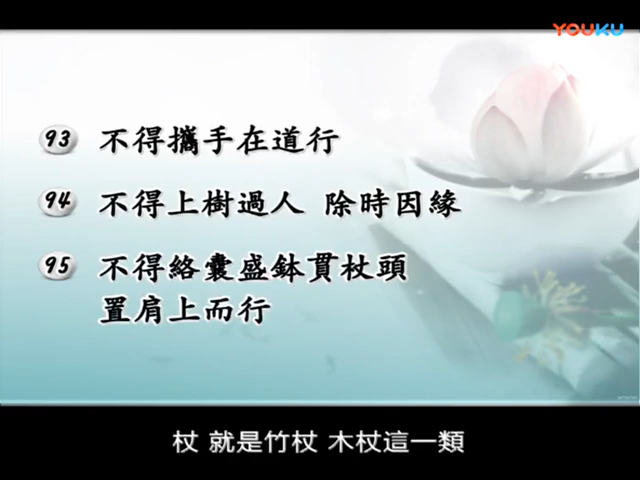 YOUKU
93 不得攜手在道行
94 不得上樹過人 除時因緣
95 不得絡囊盛鉢貫杖頭
置肩上而行
杖 就是竹杖 木杖這一類